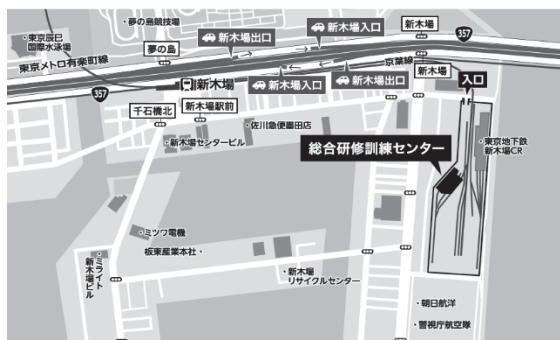 夢の島競技場
新木場入口
新木場
357
東京辰巳
国際水泳場
夢の島
新木場出口
東京メトロ有楽町線
京葉線
新木場
新木場
入口
357
新木場入口
新木場出口
千石橋北
新木場駅前
佐川急便墨田店
新木場センタービル
総合研修訓練センター
東京地下鉄
新木場CR
ミツワ電機
坂東産業本社
ミライト
新木場ビル
新木場
リサイクルセンター
朝日航洋
警視庁航空隊